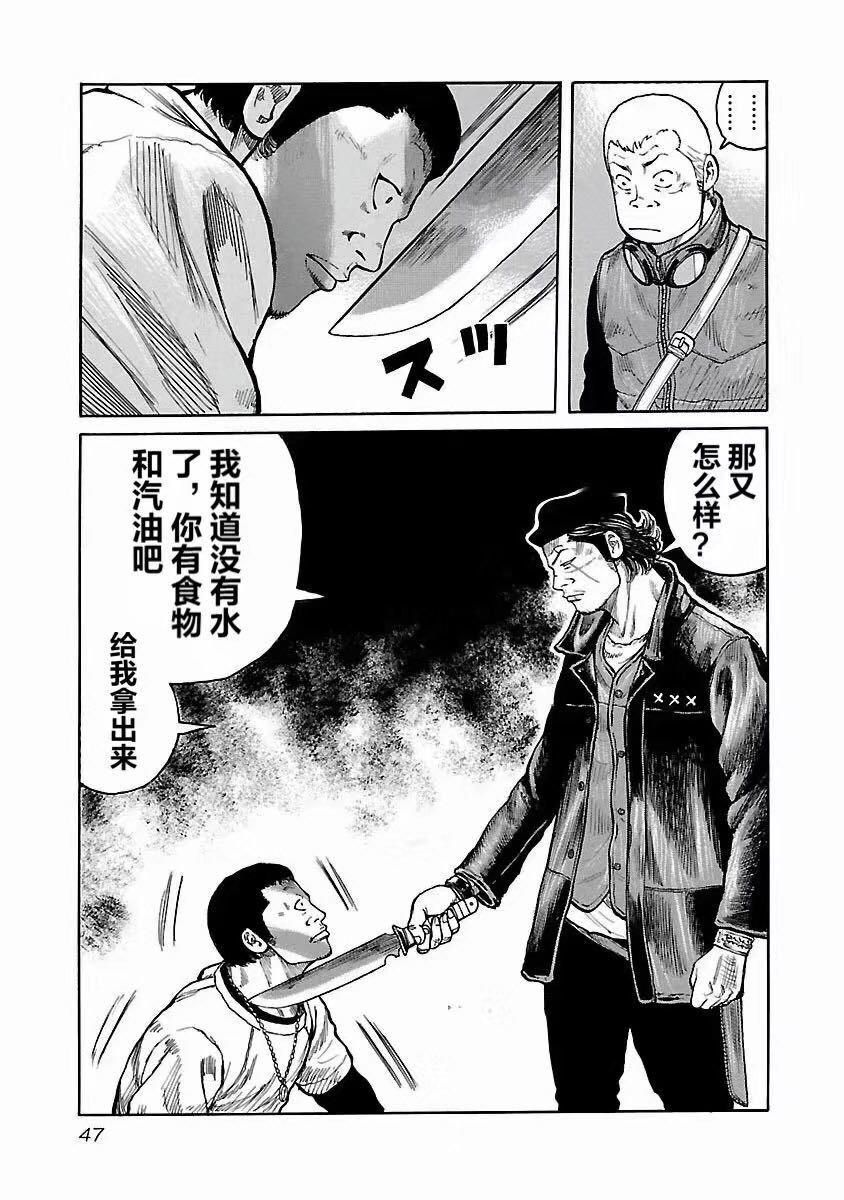 ……
……
スッ
那又
怎么样？
我知道没有水
了，你有食物
和汽油吧
给我拿出来
×××
47